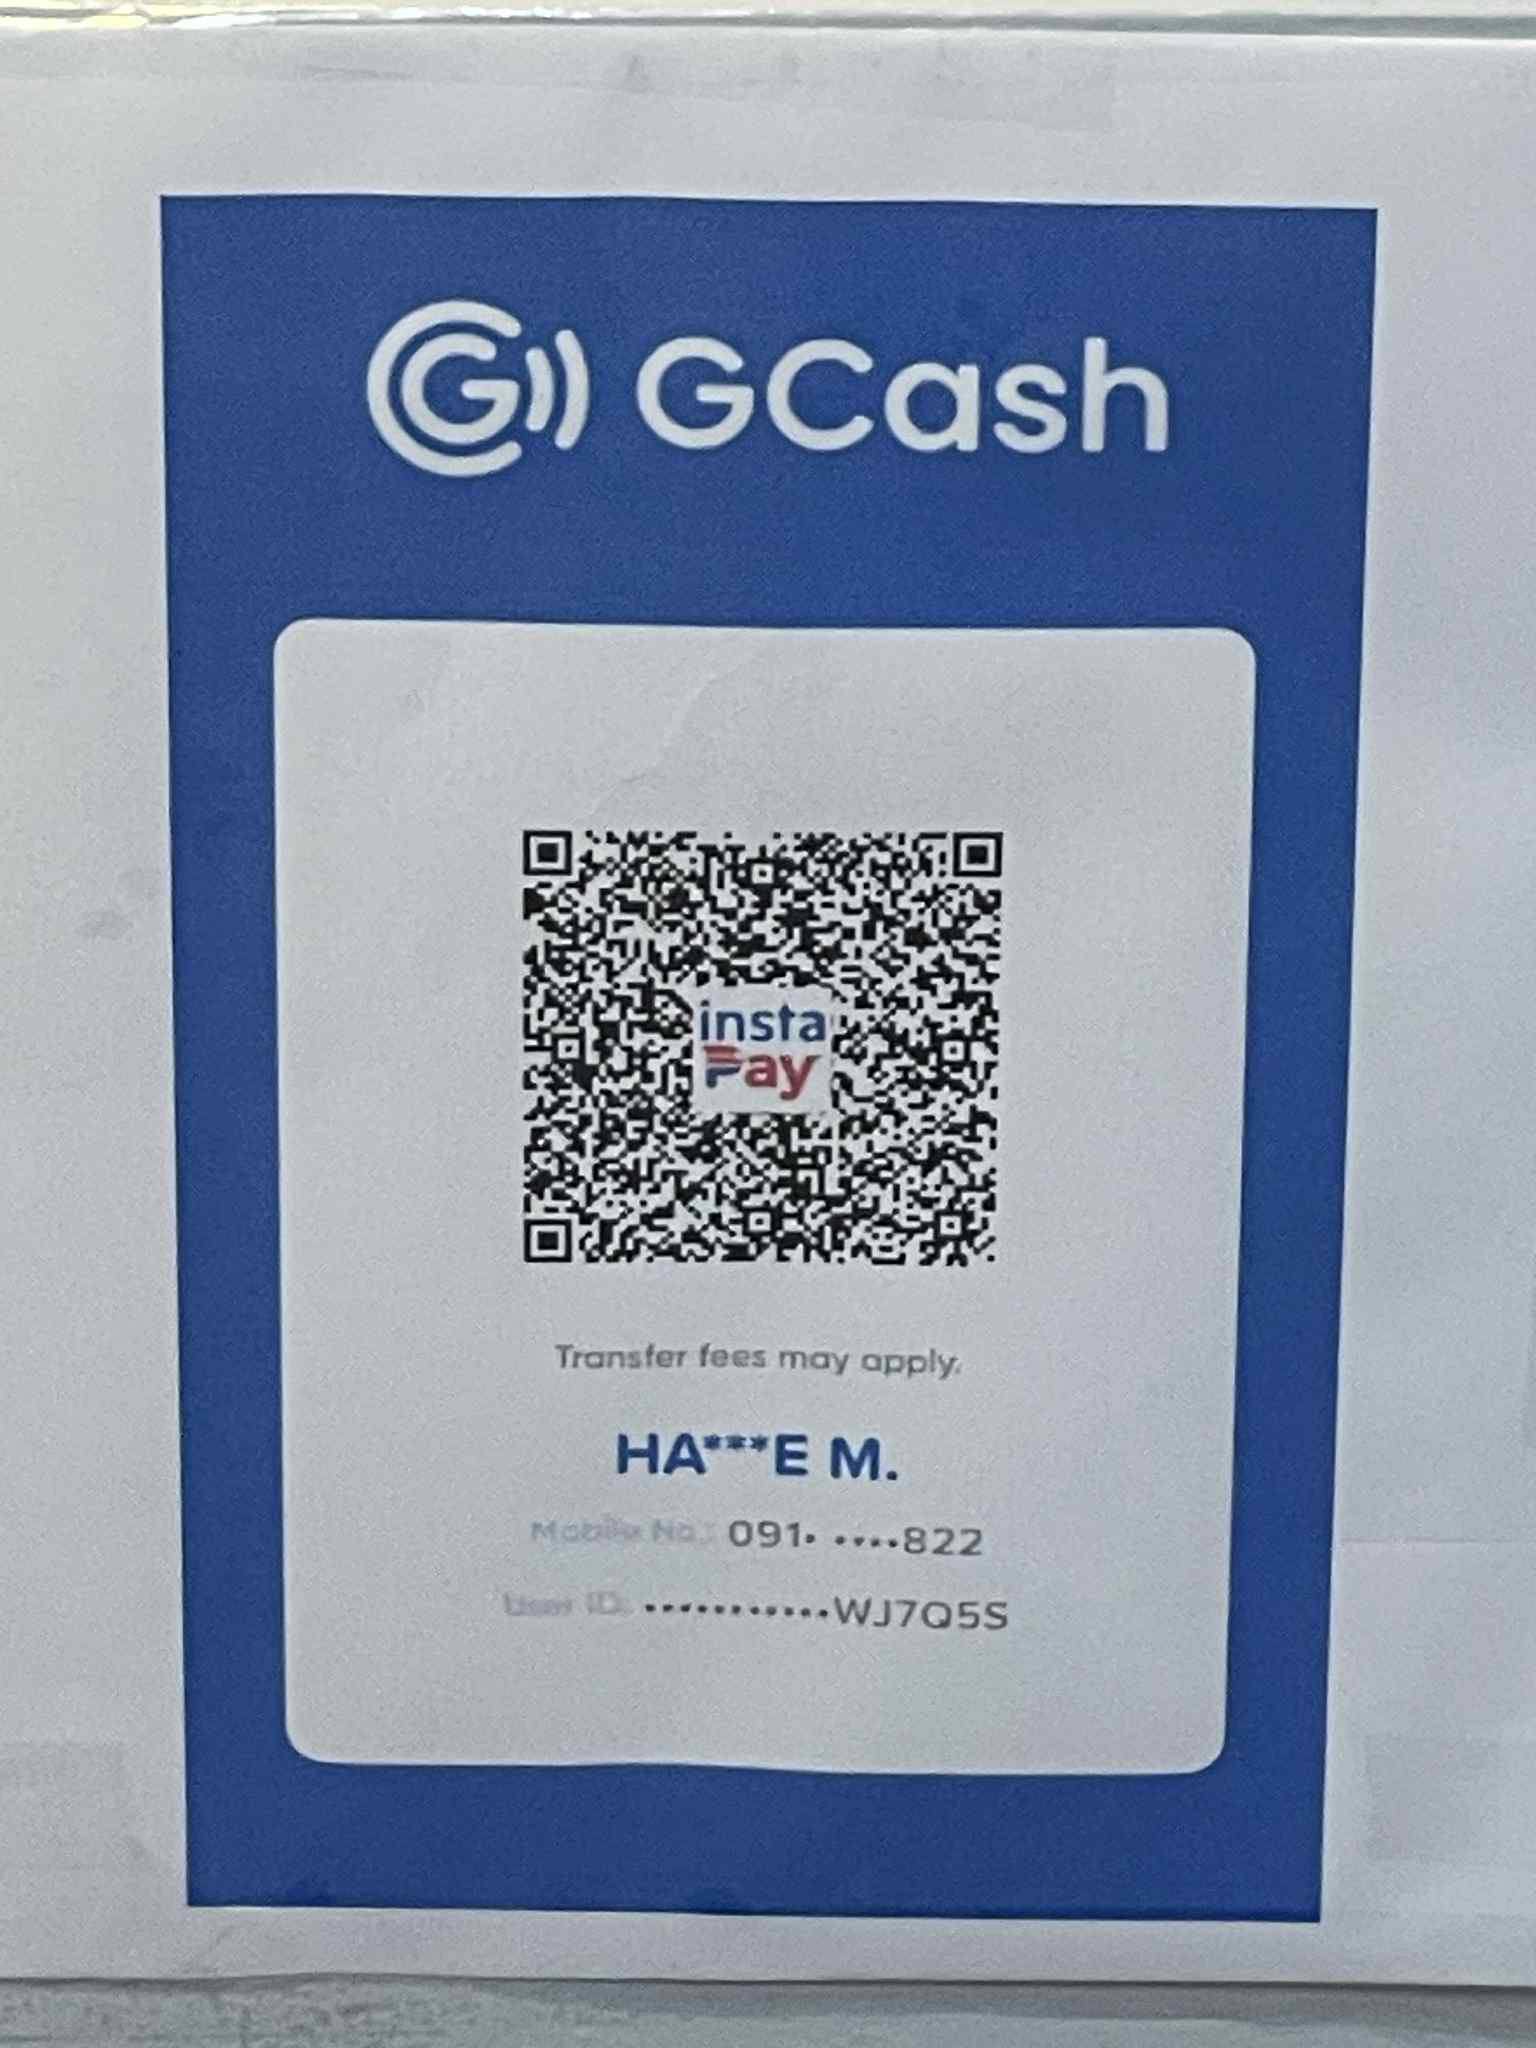 GCash
insta
Pay
Transfer fees may apply.
HA***E M.
Mobile No.: 091• ••••822
User ID: •••••••••••WJ7Q5S